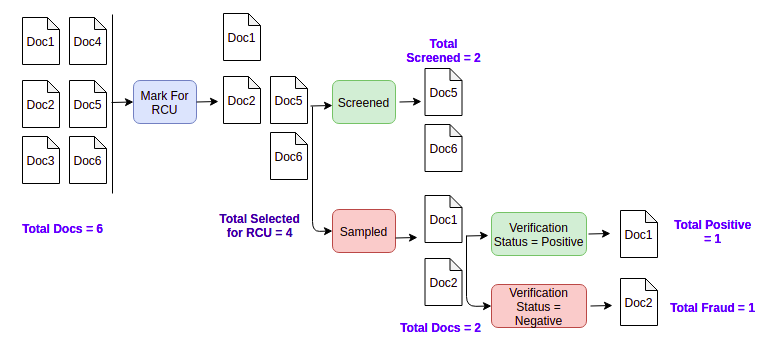 Doc1
Doc4
Doc2
Doc5
Doc3
Doc6
Total Docs = 6
Mark For
RCU
Doc1
Doc2
Doc5
Doc6
Total Selected
for RCU = 4
Screened
Total
Screened = 2
Doc5
Doc6
Sampled
Doc1
Doc2
Total Docs = 2
Verification
Status = Positive
Doc1
Total Positive
= 1
Verification
Status =
Negative
Doc2
Total Fraud = 1